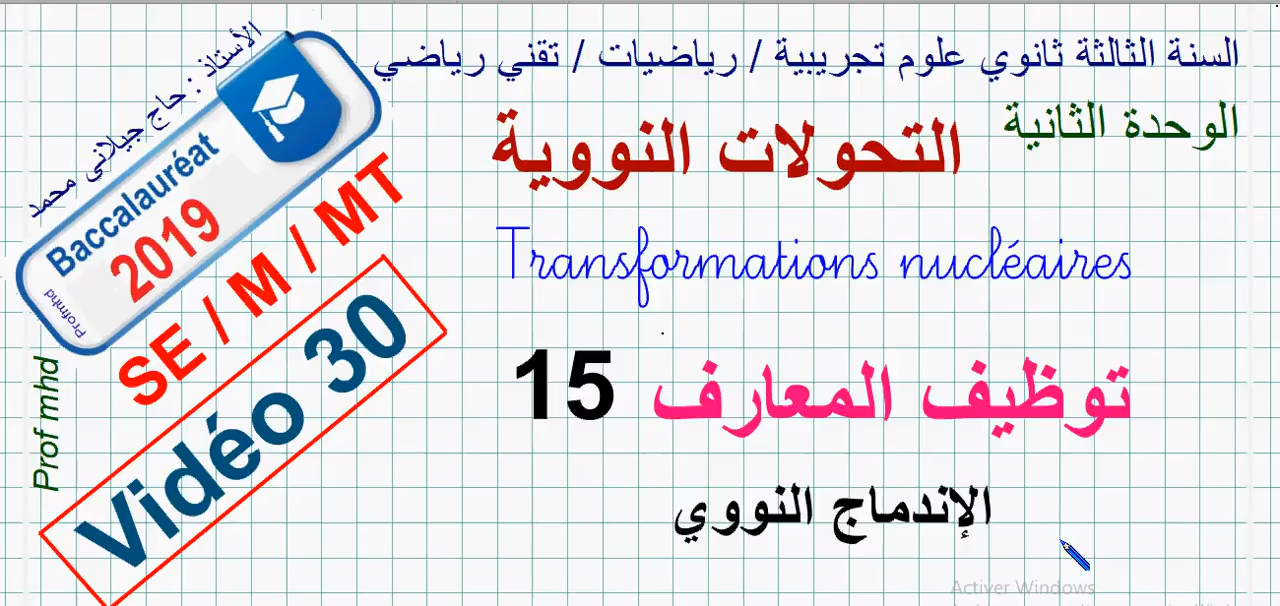 السنة الثالثة ثانوي علوم تجريبية / رياضيات / تقني رياضي
الوحدة الثانية
التحولات النووية
Transformations nucléaires
توظيف المعارف 15
الإندماج النووي
الأستاذ : حاج جيلاني محمد
Baccalauréat
2019
Profmhd
SE / M / MT
Vidéo 30
Prof mhd
Activer Windows